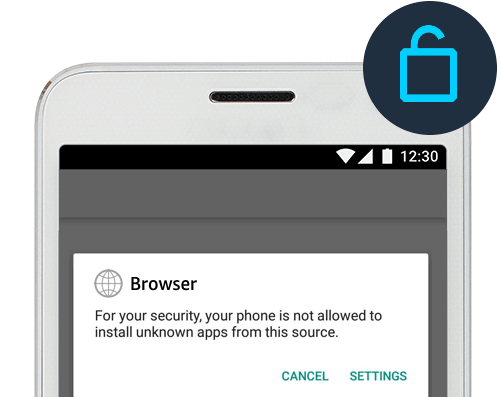 12:30
Browser
For your security, your phone is not allowed to
install unknown apps from this source.
CANCEL SETTINGS